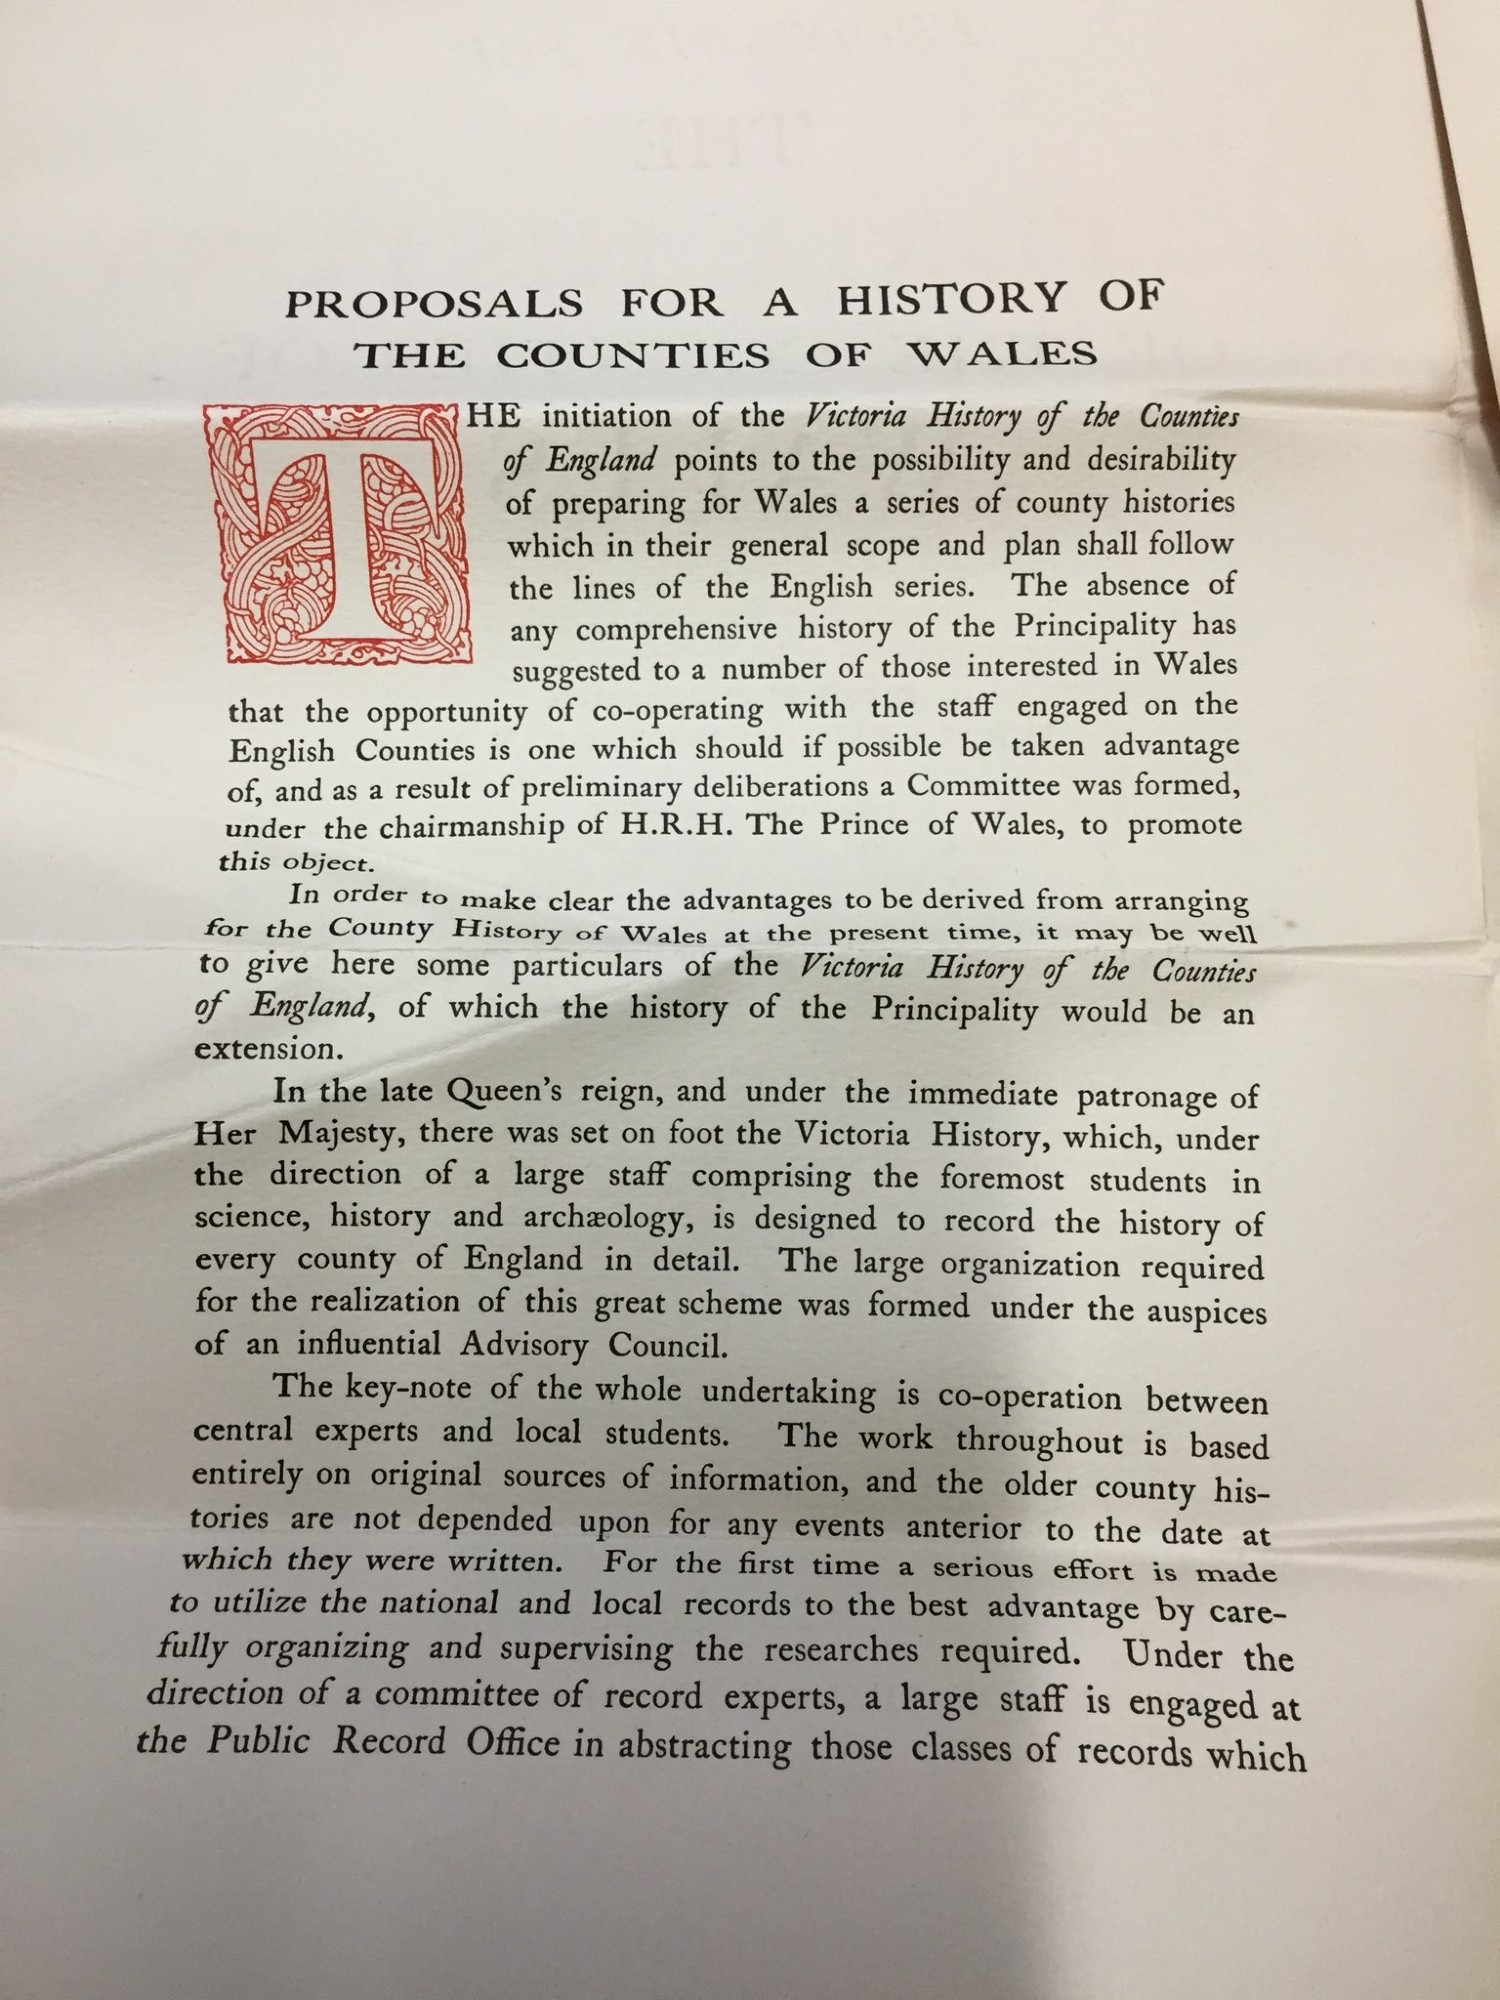 PROPOSALS FOR A HISTORY OF
THE COUNTIES OF WALES
THE initiation of the Victoria History of the Counties
of England points to the possibility and desirability
of preparing for Wales a series of county histories
which in their general scope and plan shall follow
the lines of the English series. The absence of
any comprehensive history of the Principality has
suggested to a number of those interested in Wales
that the opportunity of co-operating with the staff engaged on the
English Counties is one which should if possible be taken advantage
of, and as a result of preliminary deliberations a Committee was formed,
under the chairmanship of H.R.H. The Prince of Wales, to promote
this object.
In order to make clear the advantages to be derived from arranging
for the County History of Wales at the present time, it may be well
to give here some particulars of the Victoria History of the Counties
of England, of which the history of the Principality would be an
extension.
In the late Queen's reign, and under the immediate patronage of
Her Majesty, there was set on foot the Victoria History, which, under
the direction of a large staff comprising the foremost students in
science, history and archæology, is designed to record the history of
every county of England in detail. The large organization required
for the realization of this great scheme was formed under the auspices
of an influential Advisory Council.
The key-note of the whole undertaking is co-operation between
central experts and local students. The work throughout is based
entirely on original sources of information, and the older county his-
tories are not depended upon for any events anterior to the date at
which they were written. For the first time a serious effort is made
to utilize the national and local records to the best advantage by care-
fully organizing and supervising the researches required. Under the
direction of a committee of record experts, a large staff is engaged at
the Public Record Office in abstracting those classes of records which